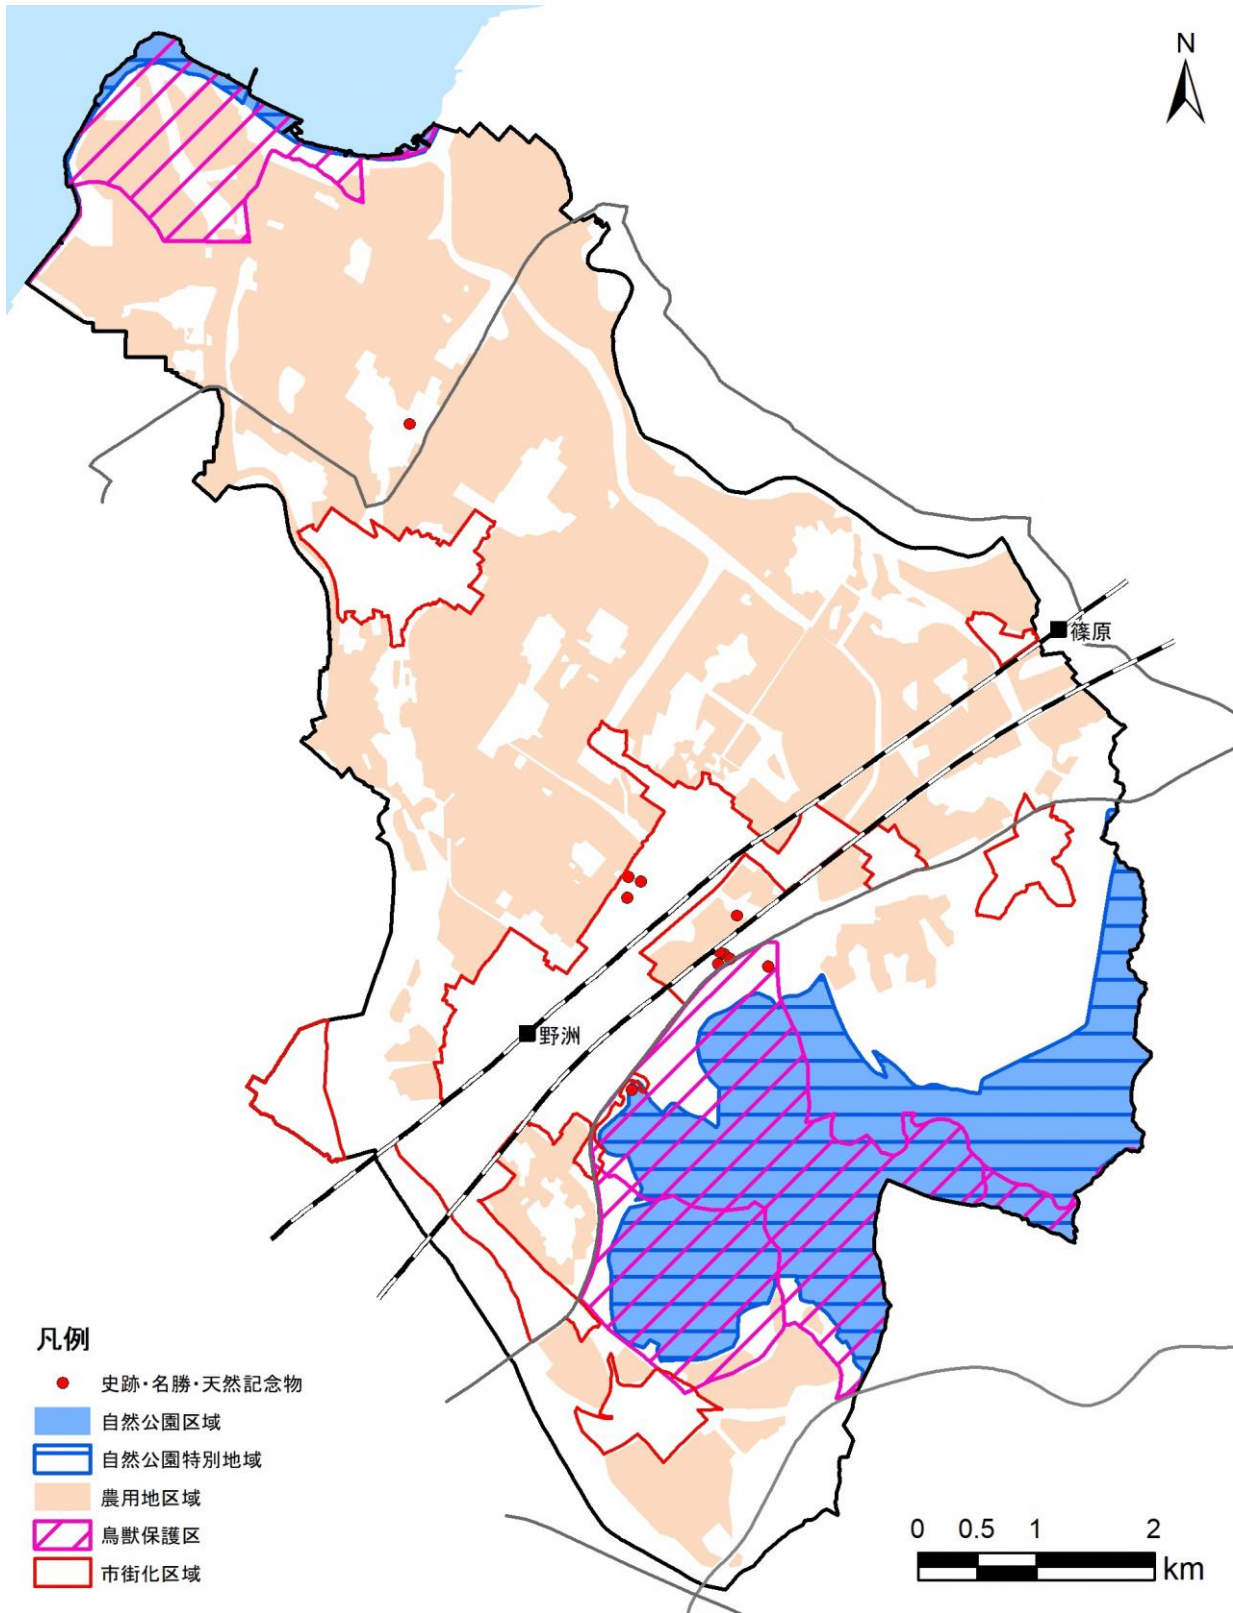 N
篠原
野洲
凡例
史跡・名勝・天然記念物
自然公園区域
自然公園特別地域
農用地区域
鳥獣保護区
市街化区域
0 0.5 1 2
km